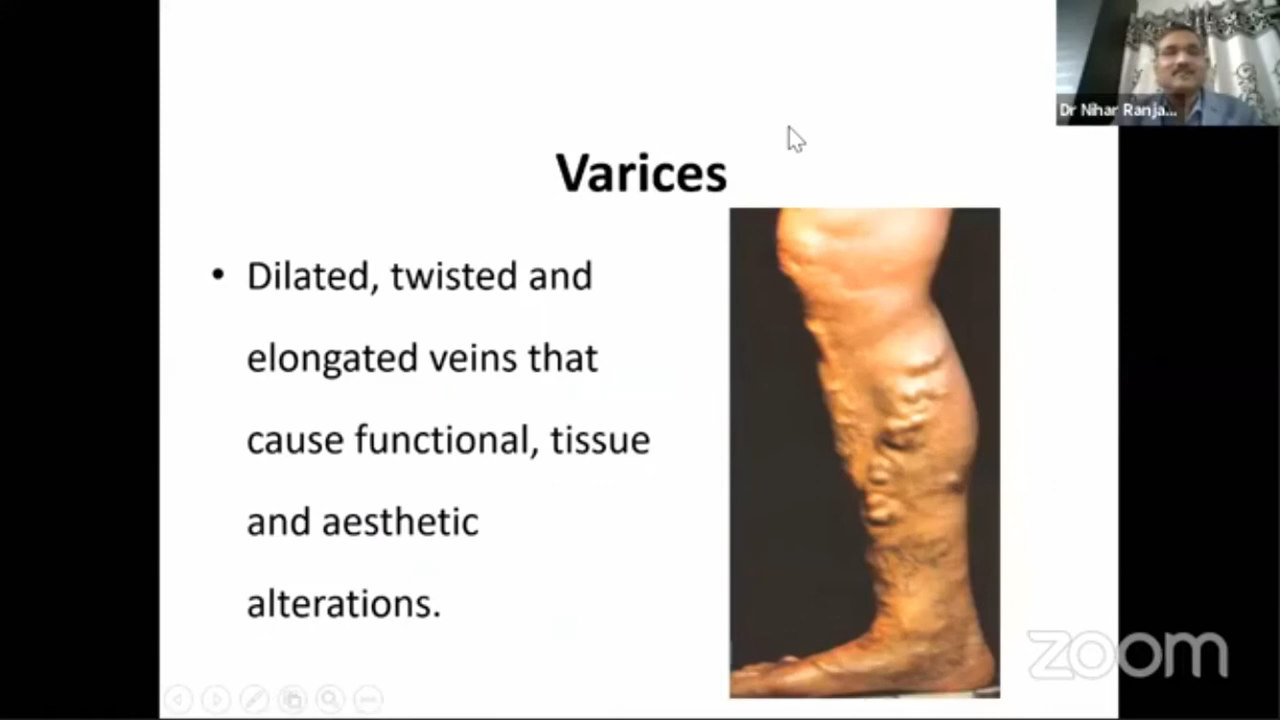 Dr Nihar Ranja...
Varices
• Dilated, twisted and
elongated veins that
cause functional, tissue
and aesthetic
alterations.
zoom